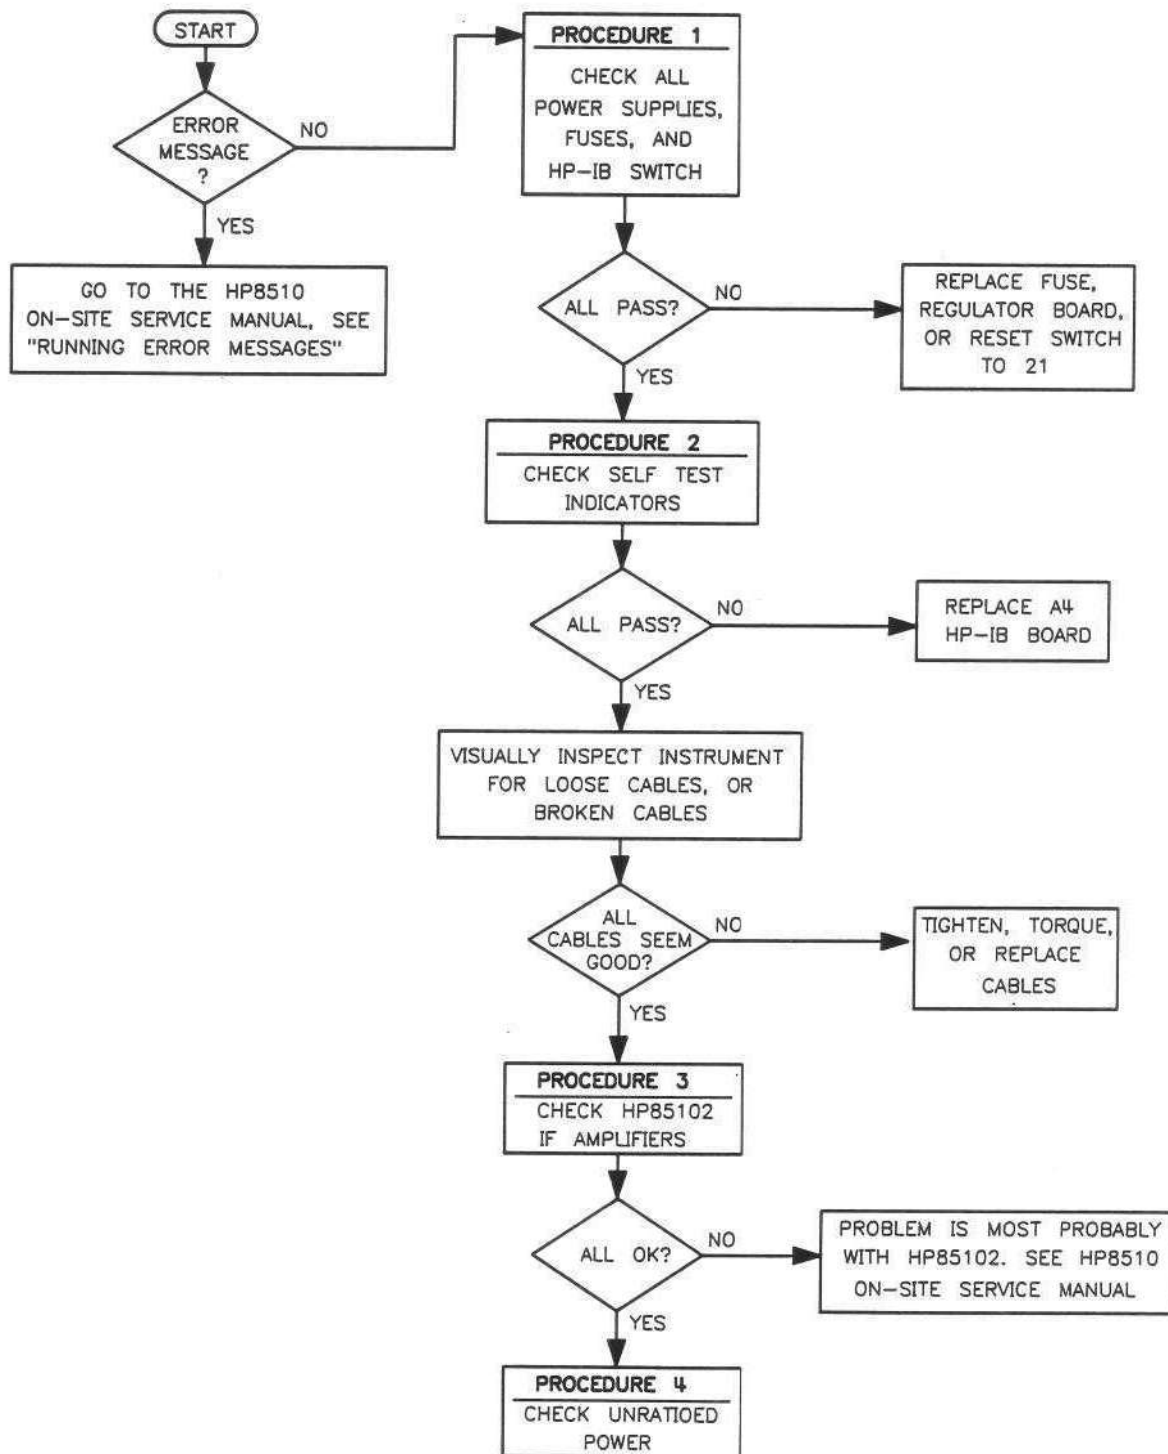 START
ERROR
MESSAGE
?
NO
YES
GO TO THE HP8510
ON-SITE SERVICE MANUAL, SEE
"RUNNING ERROR MESSAGES"
PROCEDURE 1
CHECK ALL
POWER SUPPLIES,
FUSES, AND
HP-IB SWITCH
ALL PASS?
NO
REPLACE FUSE,
REGULATOR BOARD,
OR RESET SWITCH
TO 21
YES
PROCEDURE 2
CHECK SELF TEST
INDICATORS
ALL PASS?
NO
REPLACE A4
HP-IB BOARD
YES
VISUALLY INSPECT INSTRUMENT
FOR LOOSE CABLES, OR
BROKEN CABLES
ALL
CABLES SEEM
GOOD?
NO
TIGHTEN, TORQUE,
OR REPLACE
CABLES
YES
PROCEDURE 3
CHECK HP85102
IF AMPLIFIERS
ALL OK?
NO
PROBLEM IS MOST PROBABLY
WITH HP85102. SEE HP8510
ON-SITE SERVICE MANUAL
YES
PROCEDURE 4
CHECK UNRATIOED
POWER